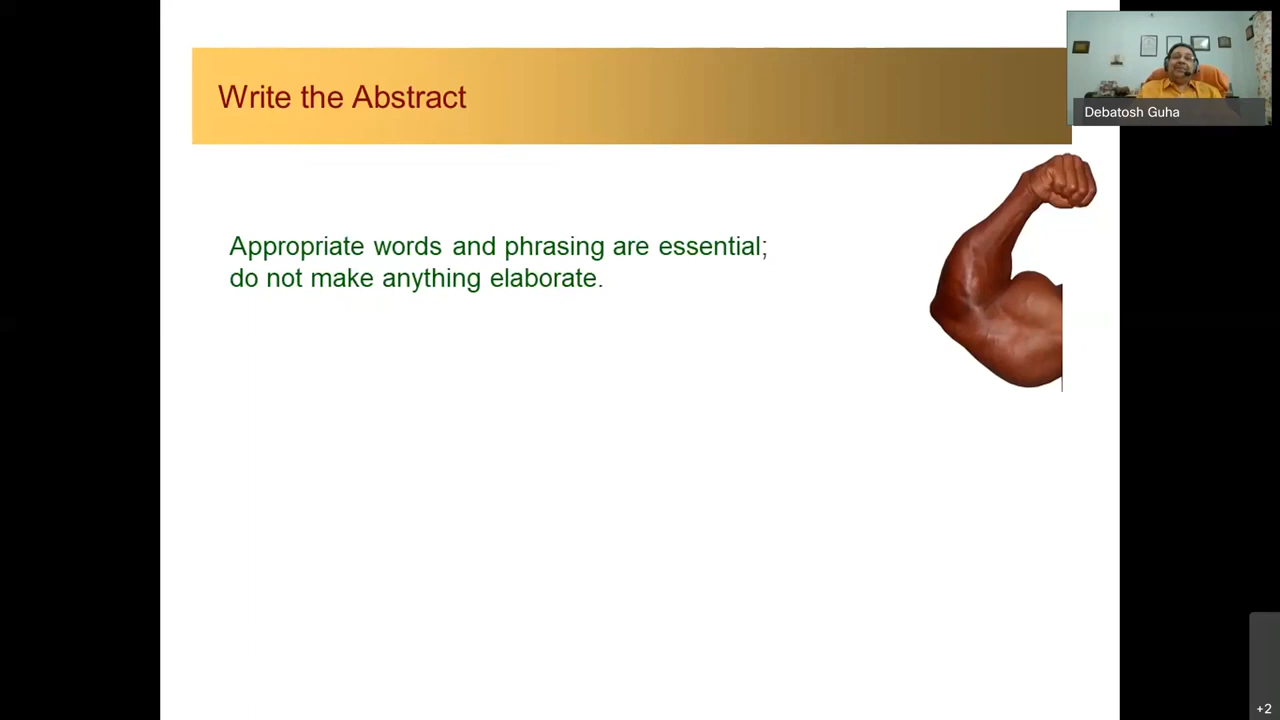 Write the Abstract
Debatosh Guha
Appropriate words and phrasing are essential;
do not make anything elaborate.
+2